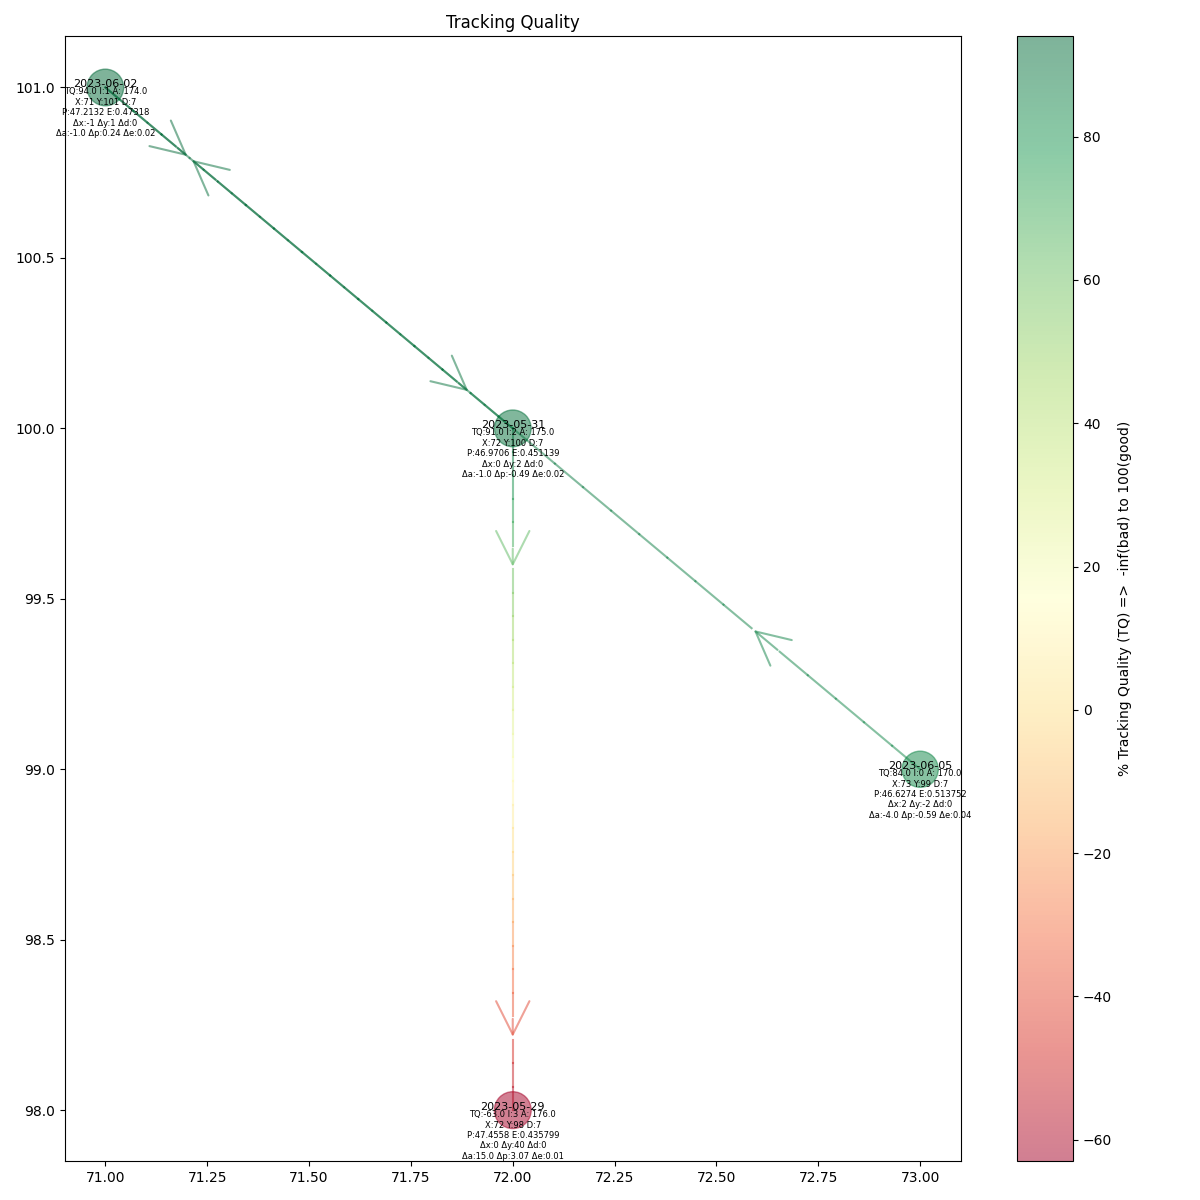 Tracking Quality
101.0
100.5
100.0
99.5
99.0
98.5
98.0
2023-06-02
TQ:94.0 I:1 A: 174.0
X:71 Y:101 D:7
P:47.2132 E:0.47318
Δx:-1 Δy:1 Δd:0
Δa:-1.0 Δp:0.24 Δe:0.02
2023-05-31
TQ:91.0 I:2 A: 175.0
X:72 Y:100 D:7
P:46.9706 E:0.451139
Δx:0 Δy:2 Δd:0
Δa:-1.0 Δp:-0.49 Δe:0.02
2023-06-05
TQ:84.0 I:0 A: 170.0
X:73 Y:99 D:7
P:46.6274 E:0.513752
Δx:2 Δy:-2 Δd:0
Δa:-4.0 Δp:-0.59 Δe:0.04
2023-05-29
TQ:-63.0 I:3 A: 176.0
X:72 Y:98 D:7
P:47.4558 E:0.435799
Δx:0 Δy:40 Δd:0
Δa:15.0 Δp:3.07 Δe:0.01
71.00 71.25 71.50 71.75 72.00 72.25 72.50 72.75 73.00
80
60
40
20
0
−20
−40
−60
% Tracking Quality (TQ) => -inf(bad) to 100(good)